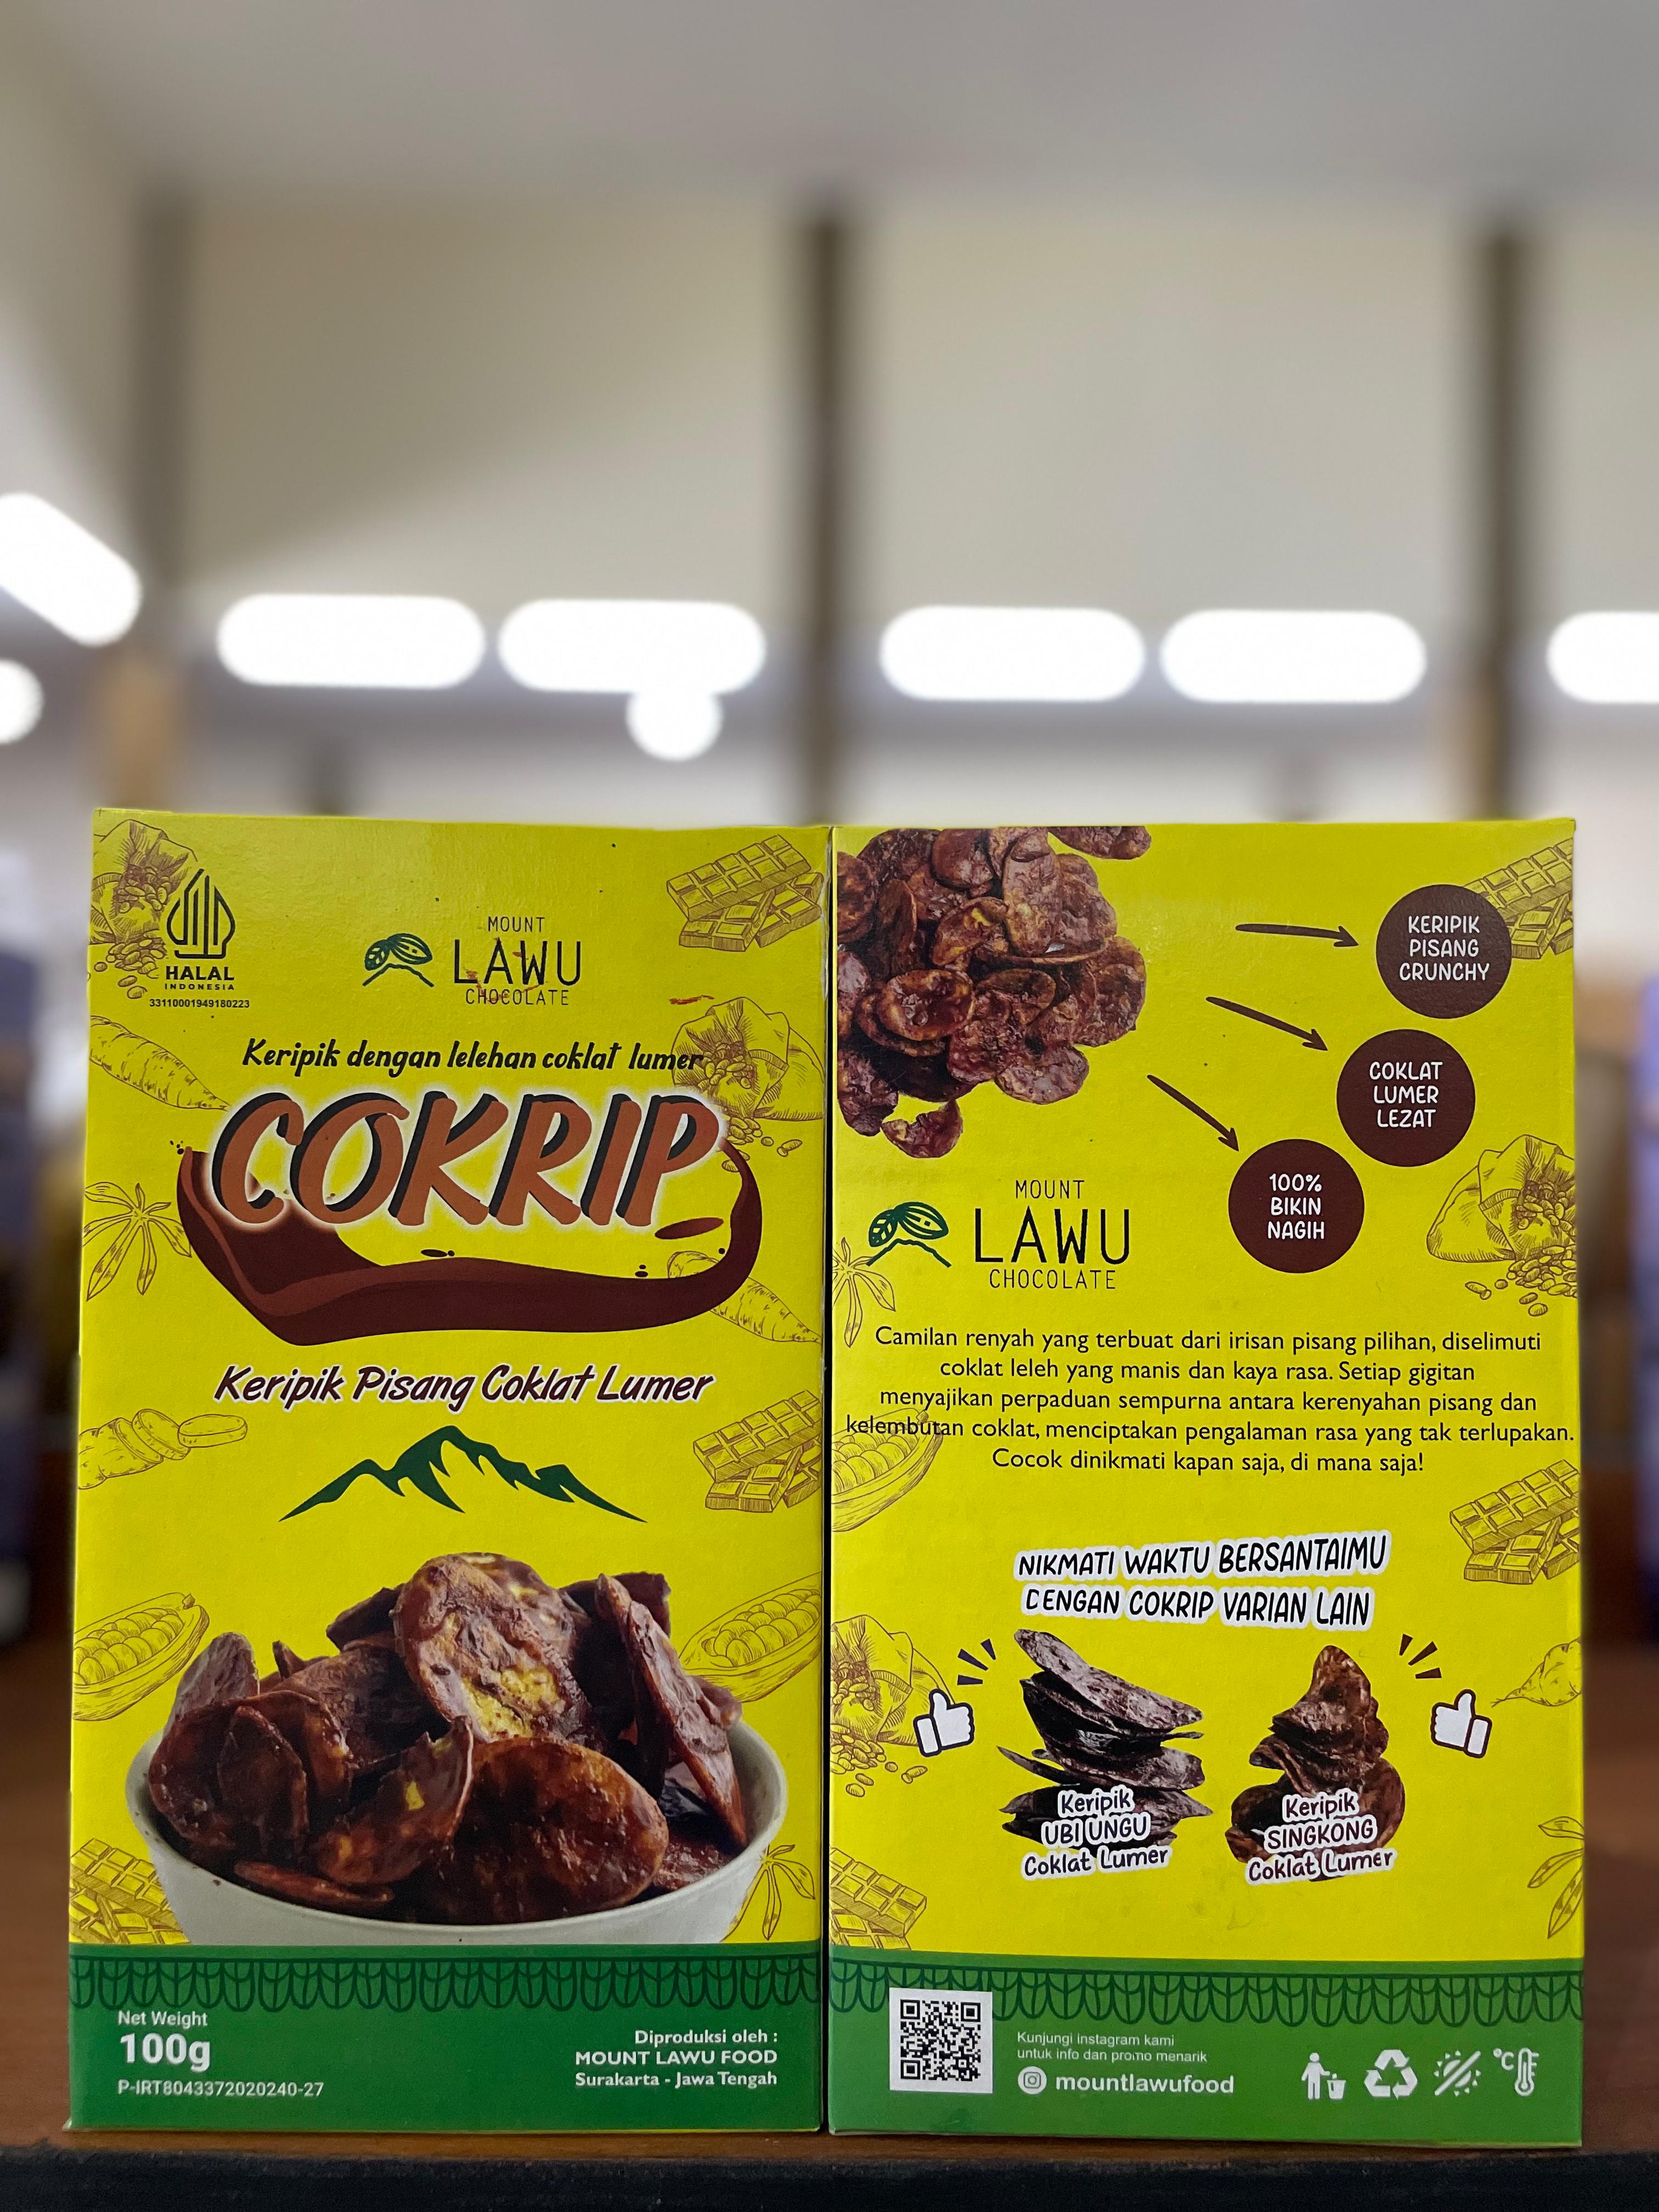 HALAL
INDONESIA
33110001949180223
MOUNT
LAWU
CHOCOLATE
Keripik dengan lelehan coklat lumer
COKRIP
Keripik Pisang Coklat Lumer
Net Weight
100g
P-IRT8043372020240-27
Diproduksi oleh :
MOUNT LAWU FOOD
Surakarta - Jawa Tengah
KERIPIK
PISANG
CRUNCHY
COKLAT
LUMER
LEZAT
100%
BIKIN
NAGIH
MOUNT
LAWU
CHOCOLATE
Camilan renyah yang terbuat dari irisan pisang pilihan, diselimuti
coklat leleh yang manis dan kaya rasa. Setiap gigitan
menyajikan perpaduan sempurna antara kerenyahan pisang dan
kelembutan coklat, menciptakan pengalaman rasa yang tak terlupakan.
Cocok dinikmati kapan saja, di mana saja!
NIKMATI WAKTU BERSANTAIMU
DENGAN COKRIP VARIAN LAIN
Keripik
UBI UNGU
Coklat Lumer
Keripik
SINGKONG
Coklat Lumer
Kunjungi instagram kami
untuk info dan promo menarik
mountlawufood
°C